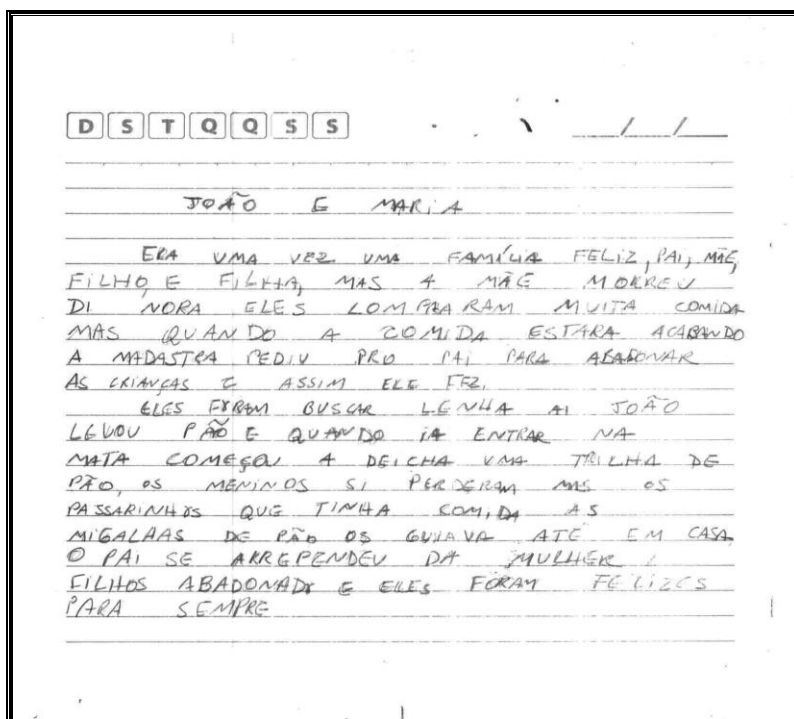 D S T Q Q S S / /
JOÃO E MARIA
ERA UMA VEZ UMA FAMÍLIA FELIZ, PAI, MÃE,
FILHO, E FILHA, MAS A MÃE MORREU
DI NORA ELES COMPRARAM MUITA COMIDA
MAS QUANDO A COMIDA ESTARA ACABANDO
A MADASTRA PEDIU PRO PAI PARA ABADONAR
AS CRIANÇAS E ASSIM ELE FEZ.
ELES FORAM BUSCAR LENHA AI JOÃO
LEVOU PÃO E QUANDO IA ENTRAR NA
MATA COMEÇOU A DEICHA UMA TRILHA DE
PÃO, OS MENINOS SI PERDERAM MAS OS
PASSARINHOS QUE TINHA COMIDA AS
MIGALHAS DE PÃO OS GUIAVA ATÉ EM CASA
O PAI SE ARREPENDEU DA MULHER
FILHOS E ELES FORAM FELIZES
PARA SEMPRE